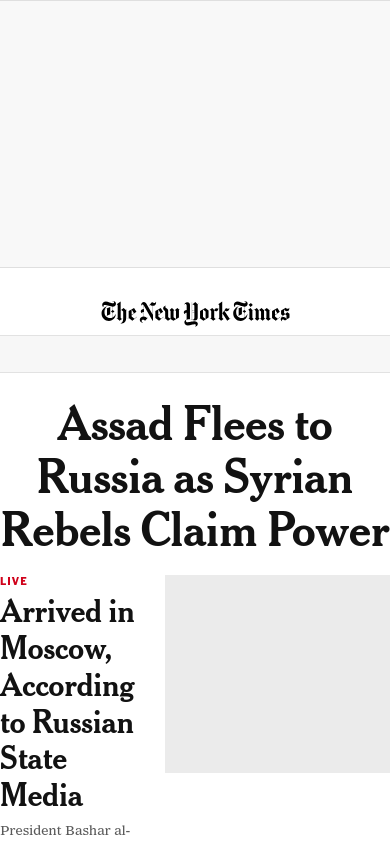 The New York Times
Assad Flees to
Russia as Syrian
Rebels Claim Power
LIVE
Arrived in
Moscow,
According
to Russian
State
Media
President Bashar al-